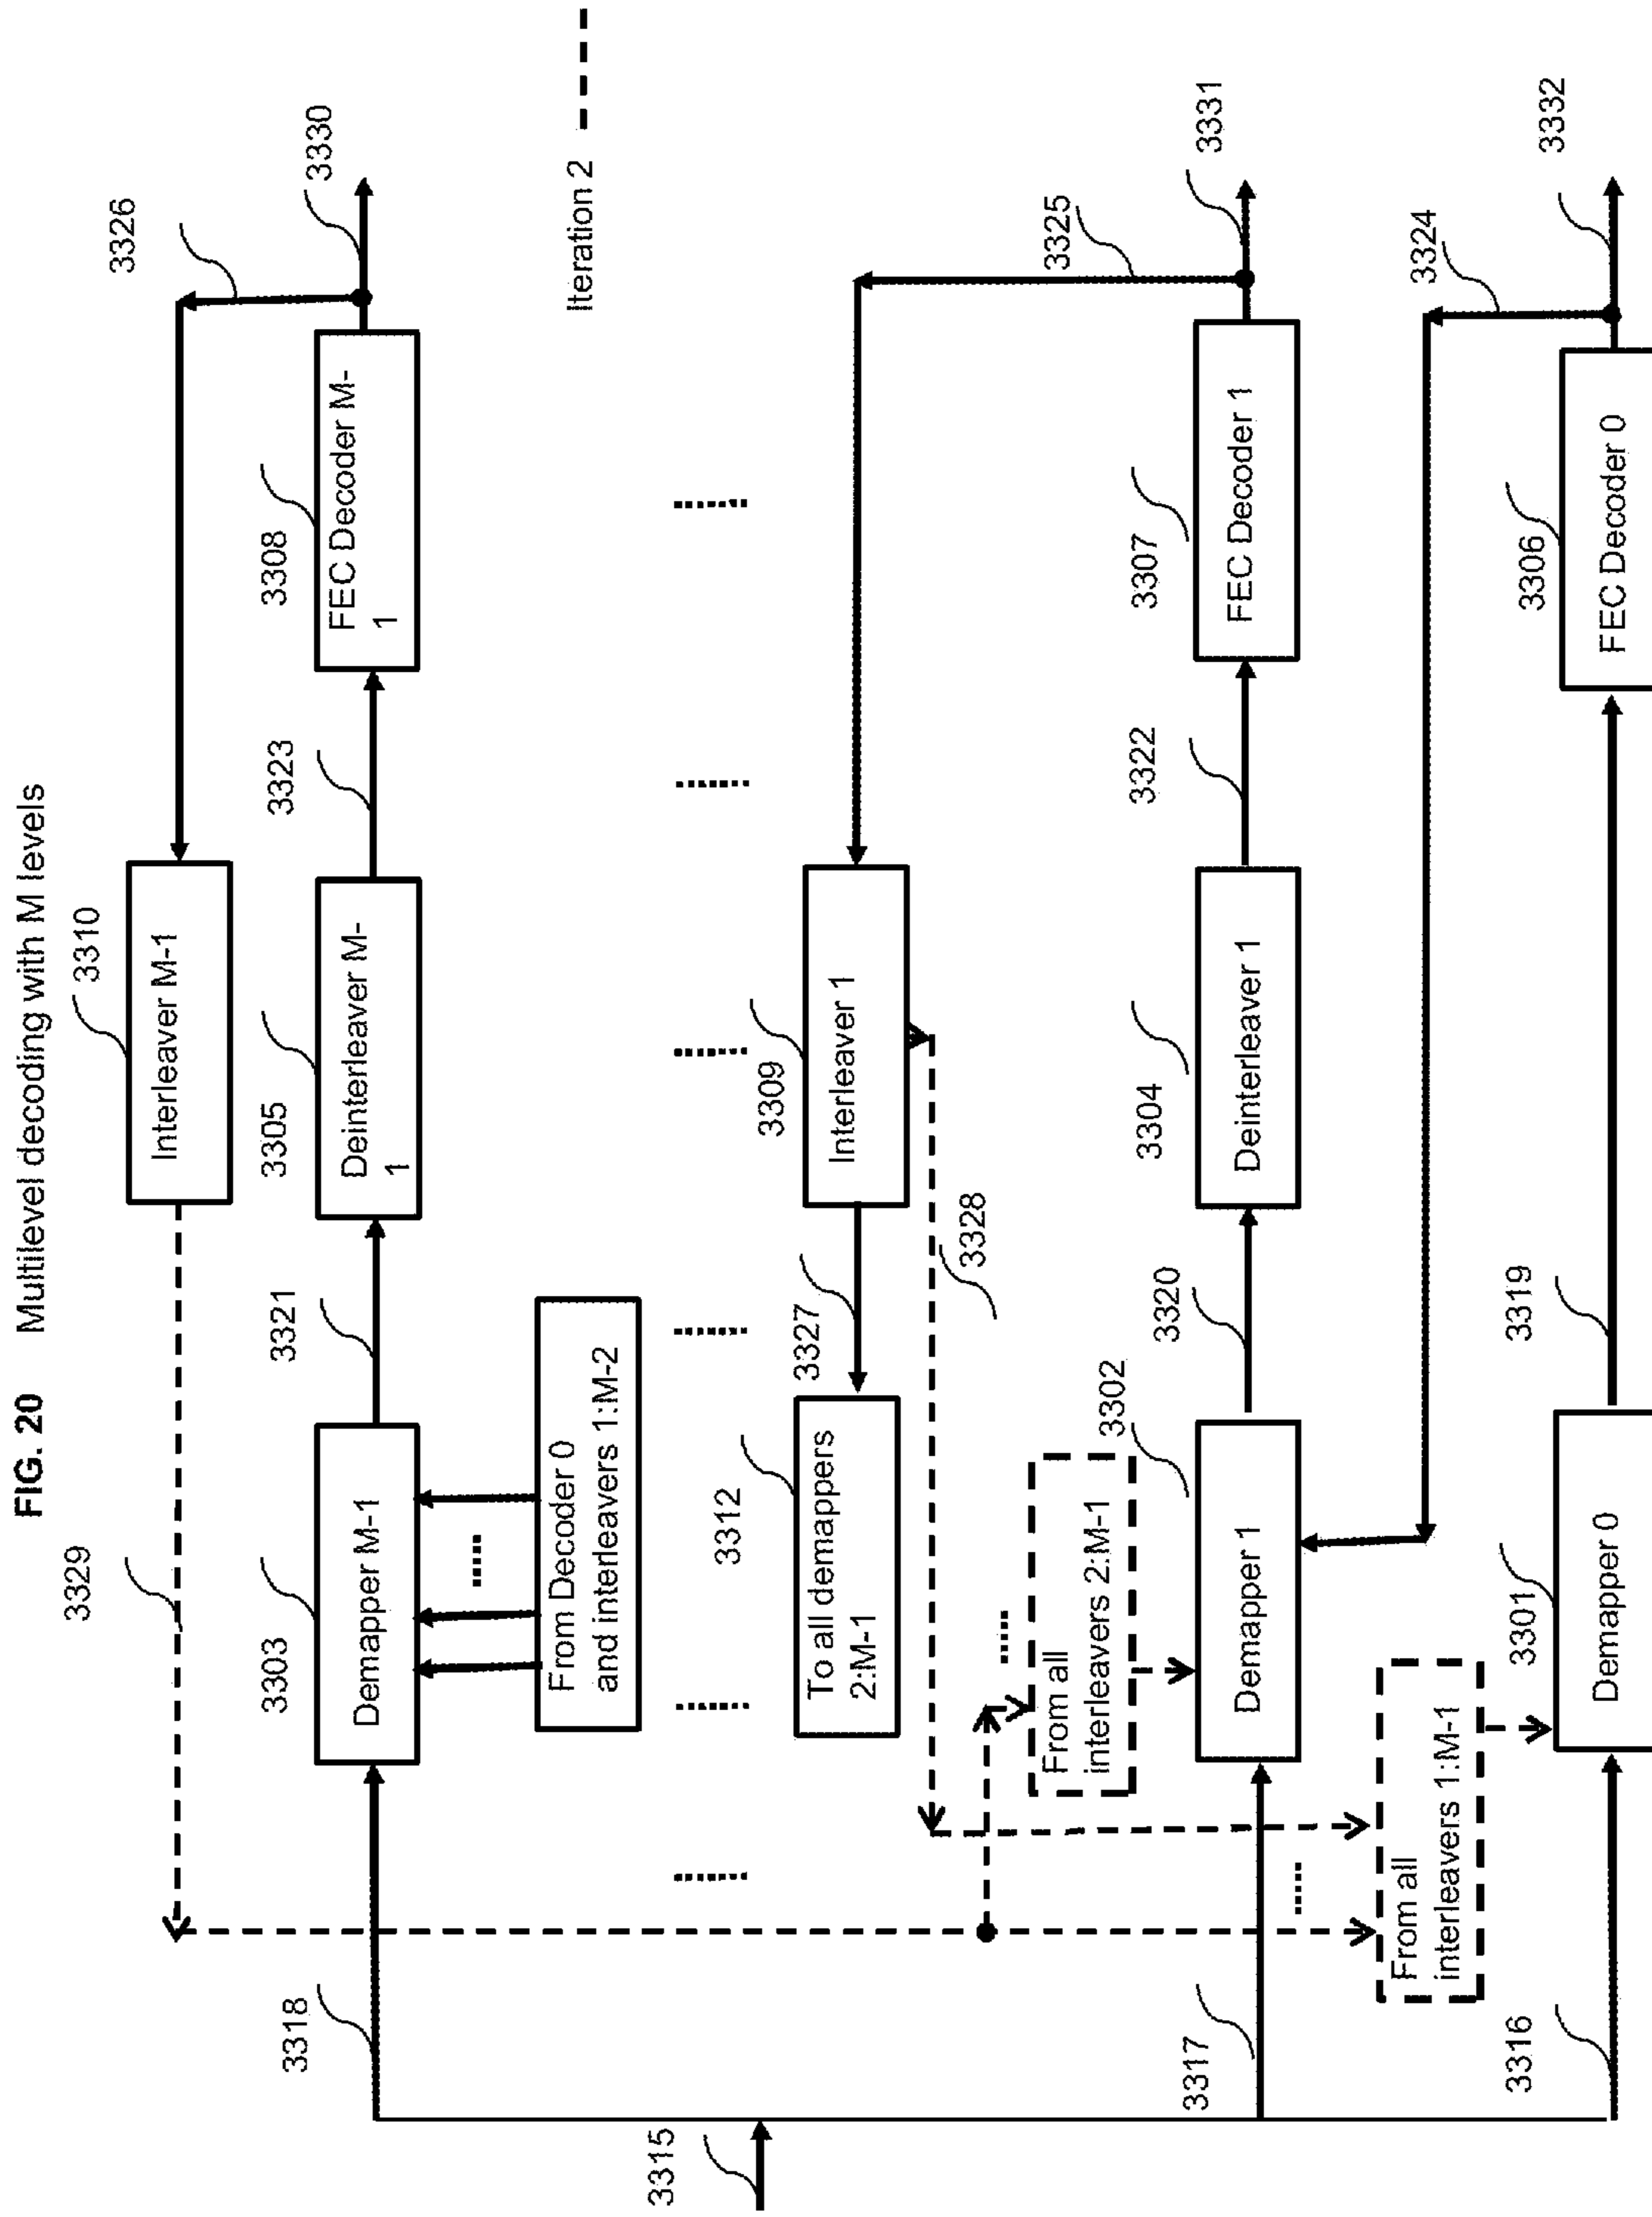 FIG. 20 Multilevel decoding with M levels
3329
3310
3326
Interleaver M-1
3318
3303
3321
3305
3323
3308
3330
Demapper M-1
Deinterleaver M-
1
FEC Decoder M-
1
From Decoder 0
and interleavers 1:M-2
Iteration 2
3315
3312
3327
3309
To all demappers
2:M-1
Interleaver 1
3328
3325
From all
interleavers 2:M-1
3302
3317
3320
3304
3322
3307
3331
Demapper 1
Deinterleaver 1
FEC Decoder 1
From all
interleavers 1:M-1
3324
3316
3301
3319
3306
3332
Demapper 0
FEC Decoder 0